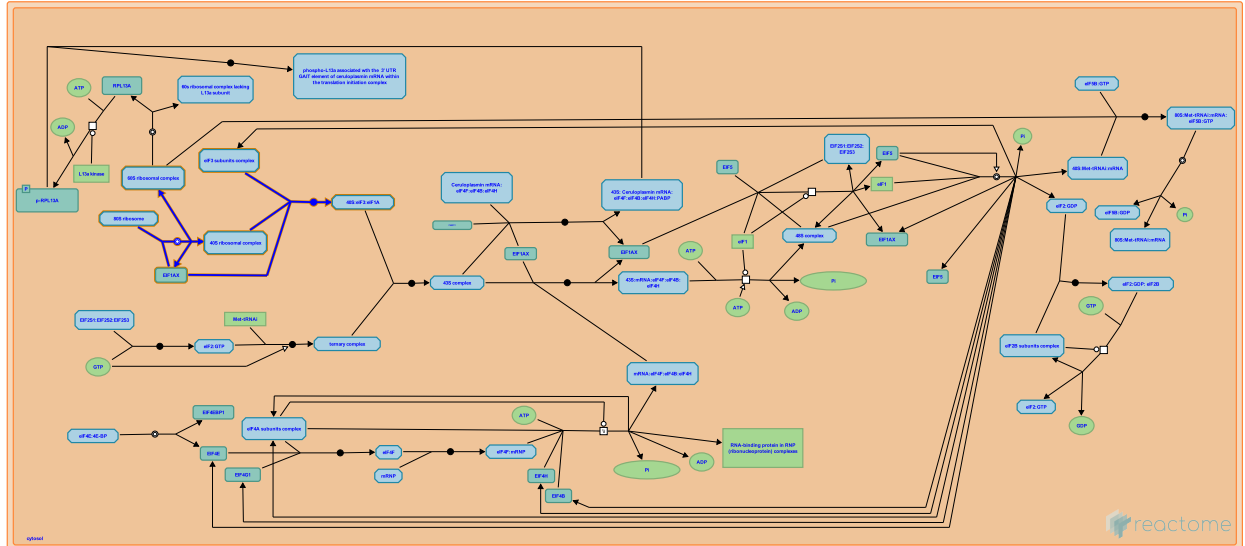 phospho-L13a associated wth the 3' UTR
GAIT element of ceruloplasmin mRNA within
the translation initiation complex
ATP
RPL13A
60s ribosomal complex lacking
L13a subunit
ADP
L13a kinase
P
p-RPL13A
60S ribosomal complex
eIF3 subunits complex
80S ribosome
40S ribosomal complex
EIF1AX
40S:eIF3:eIF1A
Ceruloplasmin mRNA:
eIF4F:eIF4B:eIF4H
43S: Ceruloplasmin mRNA:
eIF4F:eIF4B:eIF4H:PABP
EIF1AX
EIF1AX
43S complex
43S:mRNA:eIF4F:eIF4B:
eIF4H
EIF5
EIF2S1:EIF2S2:
EIF2S3
EIF5
eIF1
eIF1
48S complex
EIF1AX
ATP
ATP
ADP
Pi
Pi
EIF5
eIF5B:GTP
80S:Met-tRNAi:mRNA:
eIF5B:GTP
40S:Met-tRNAi:mRNA
eIF2:GDP
eIF5B:GDP
Pi
80S:Met-tRNAi:mRNA
eIF2:GDP: eIF2B
GTP
eIF2B subunits complex
eIF2:GTP
GDP
EIF2S1:EIF2S2:EIF2S3
Met-tRNAi
eIF2:GTP
GTP
ternary complex
mRNA:eIF4F:eIF4B:eIF4H
eIF4E:4E-BP
EIF4EBP1
EIF4E
EIF4G1
eIF4A subunits complex
eIF4F
mRNP
eIF4F:mRNP
ATP
EIF4H
EIF4B
Pi
ADP
RNA-binding protein in RNP
(ribonucleoprotein) complexes
cytosol
reactome